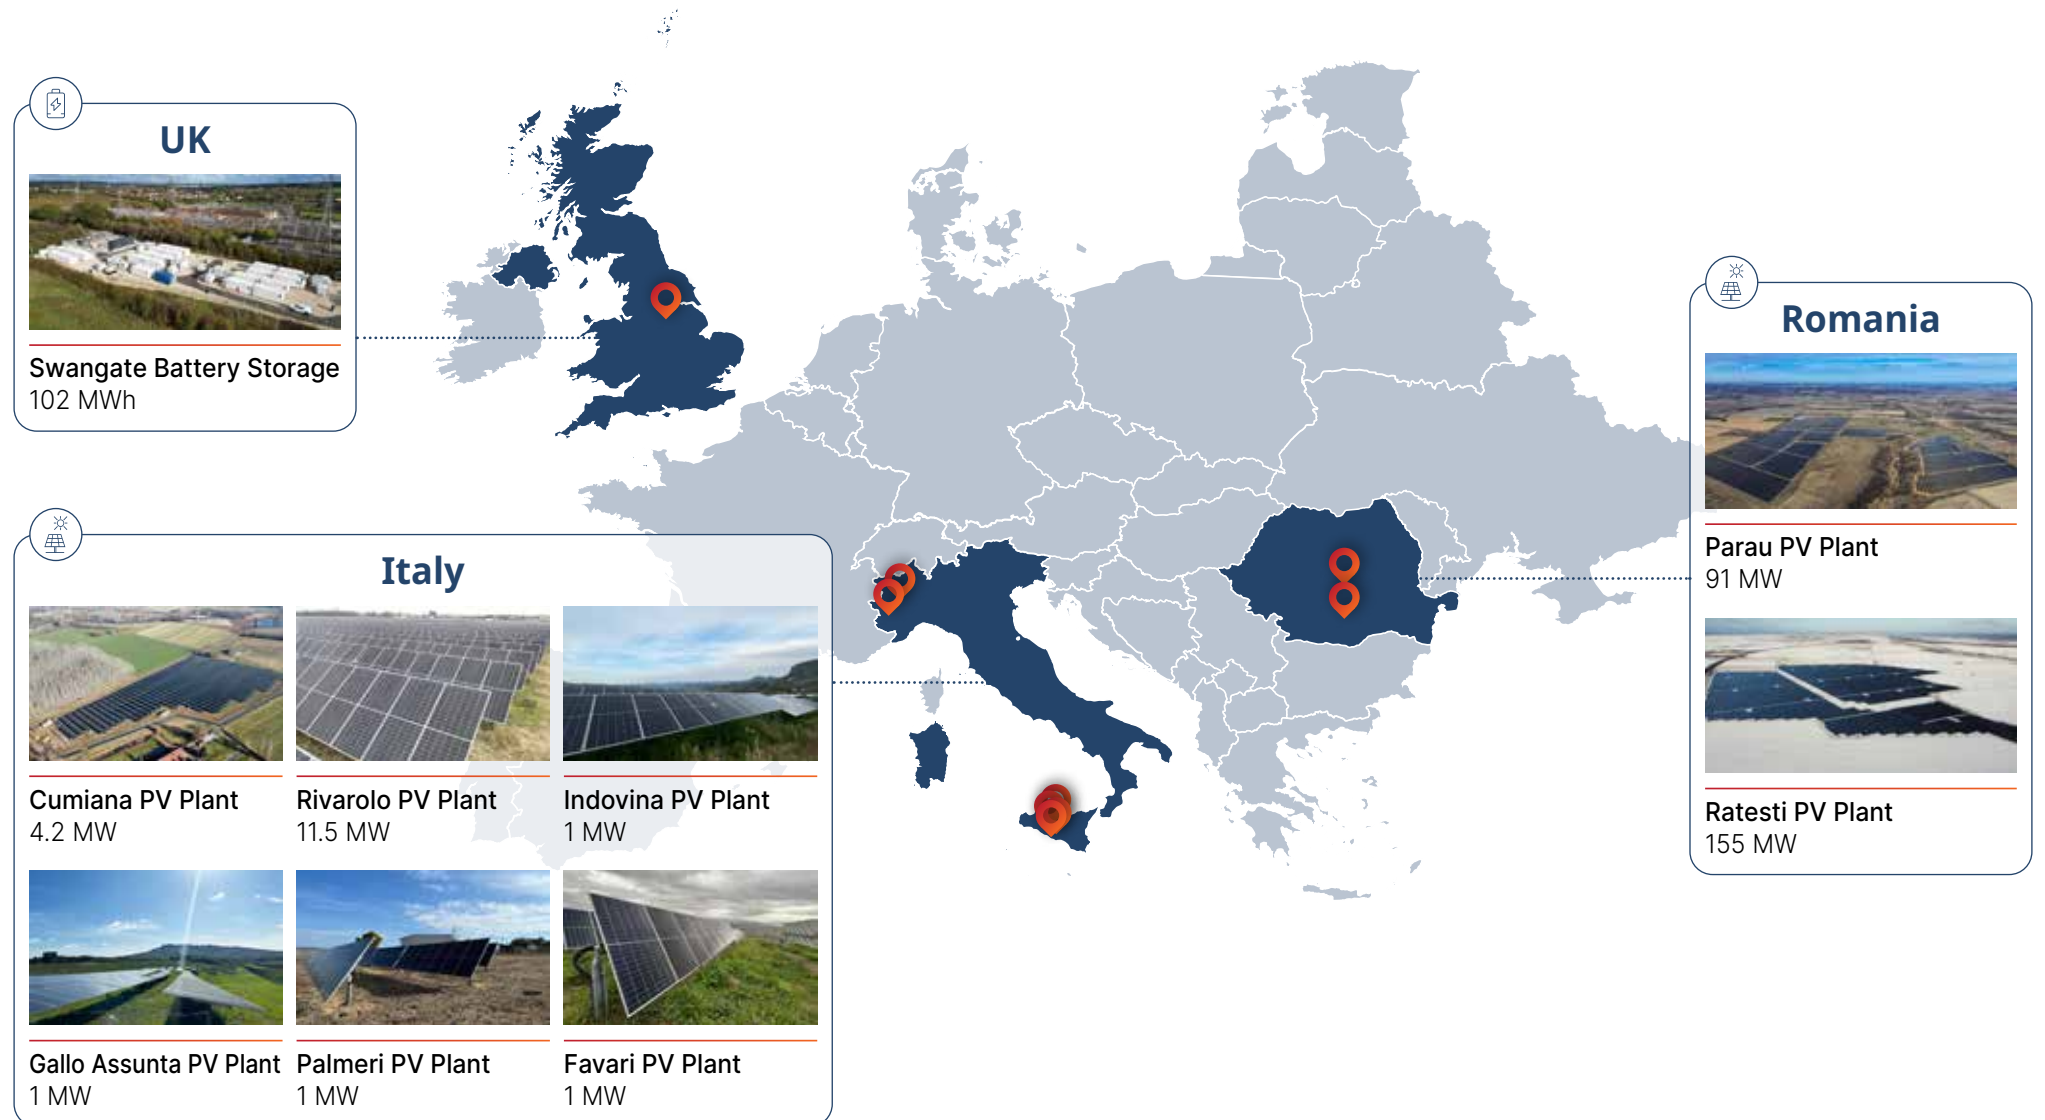 UK
Swangate Battery Storage
102 MWh
Italy
Cumiana PV Plant
4.2 MW
Rivarolo PV Plant
11.5 MW
Indovina PV Plant
1 MW
Gallo Assunta PV Plant
1 MW
Palmeri PV Plant
1 MW
Favari PV Plant
1 MW
Romania
Parau PV Plant
91 MW
Ratesti PV Plant
155 MW